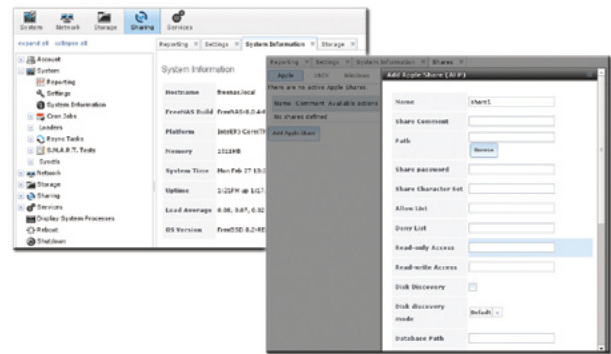 System Network Storage Sharing Services
expand all collapse all
Account
System
Reporting
Settings
System Information
Cron Jobs
Loaders
Rsync Tasks
S.M.A.R.T. Tests
Sysctls
Network
Storage
Sharing
Services
Display System Processes
Reboot
Shutdown
Reporting Settings System Information Storage
System Information
Hostname freenas.local
FreeNAS Build
Platform
Memory
System Time Mon Feb 27
Uptime
Load Average
OS Version
Reporting Settings System Information Shares
Apple UNIX Windows
There are no active Apple Shares.
Name Comment Available actions
No shares defined
Add Apple Share
Add Apple Share (AFP)
Name share1
Share Comment
Path
Browse
Share password
Share Character Set
Allow List
Deny List
Read-only Access
Read-write Access
Disk Discovery
Disk discovery mode Default
Database Path